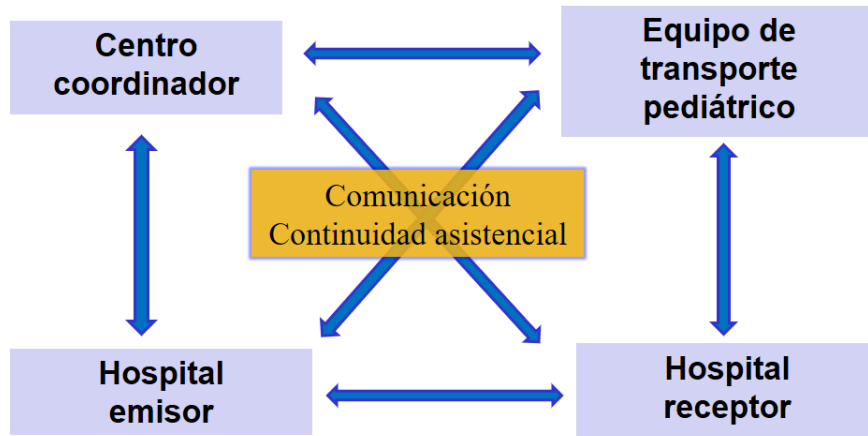 Centro
coordinador
Equipo de
transporte
pediátrico
Comunicación
Continuidad asistencial
Hospital
emisor
Hospital
receptor